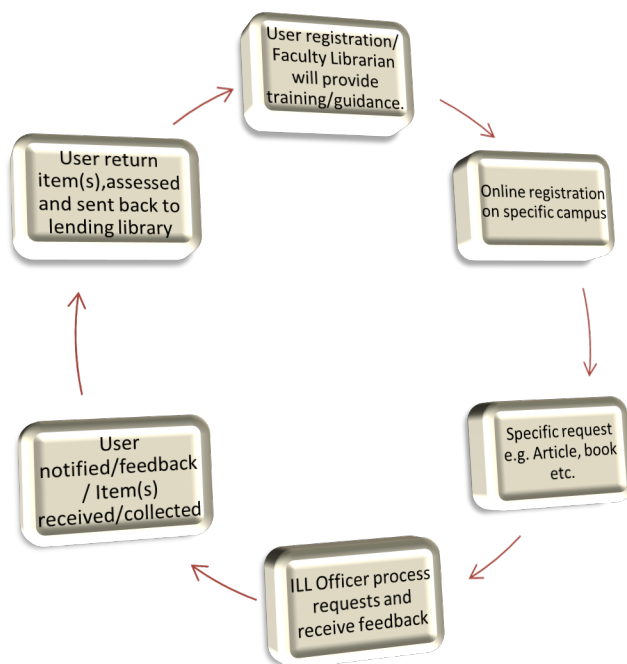 User registration/
Faculty Librarian
will provide
training/guidance.
Online registration
on specific campus
Specific request
e.g. Article, book
etc.
ILL Officer process
requests and
receive feedback
User
notified/feedback
/ Item(s)
received/collected
User return
item(s),assessed
and sent back to
lending library